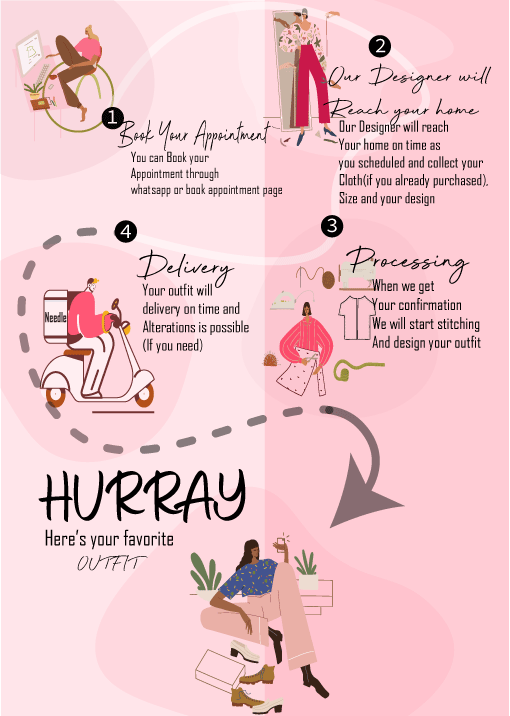 1
Book Your Appointment
You can Book your
Appointment through
whatsapp or book appointment page
2
Our Designer will
Reach your home
Our Designer will reach
Your home on time as
you scheduled and collect your
Cloth(if you already purchased),
Size and your design
3
Processing
When we get
Your confirmation
We will start stitching
And design your outfit
4
Delivery
Your outfit will
delivery on time and
Alterations is possible
(If you need)
Needle
HURRAY
Here's your favorite
OUTFIT